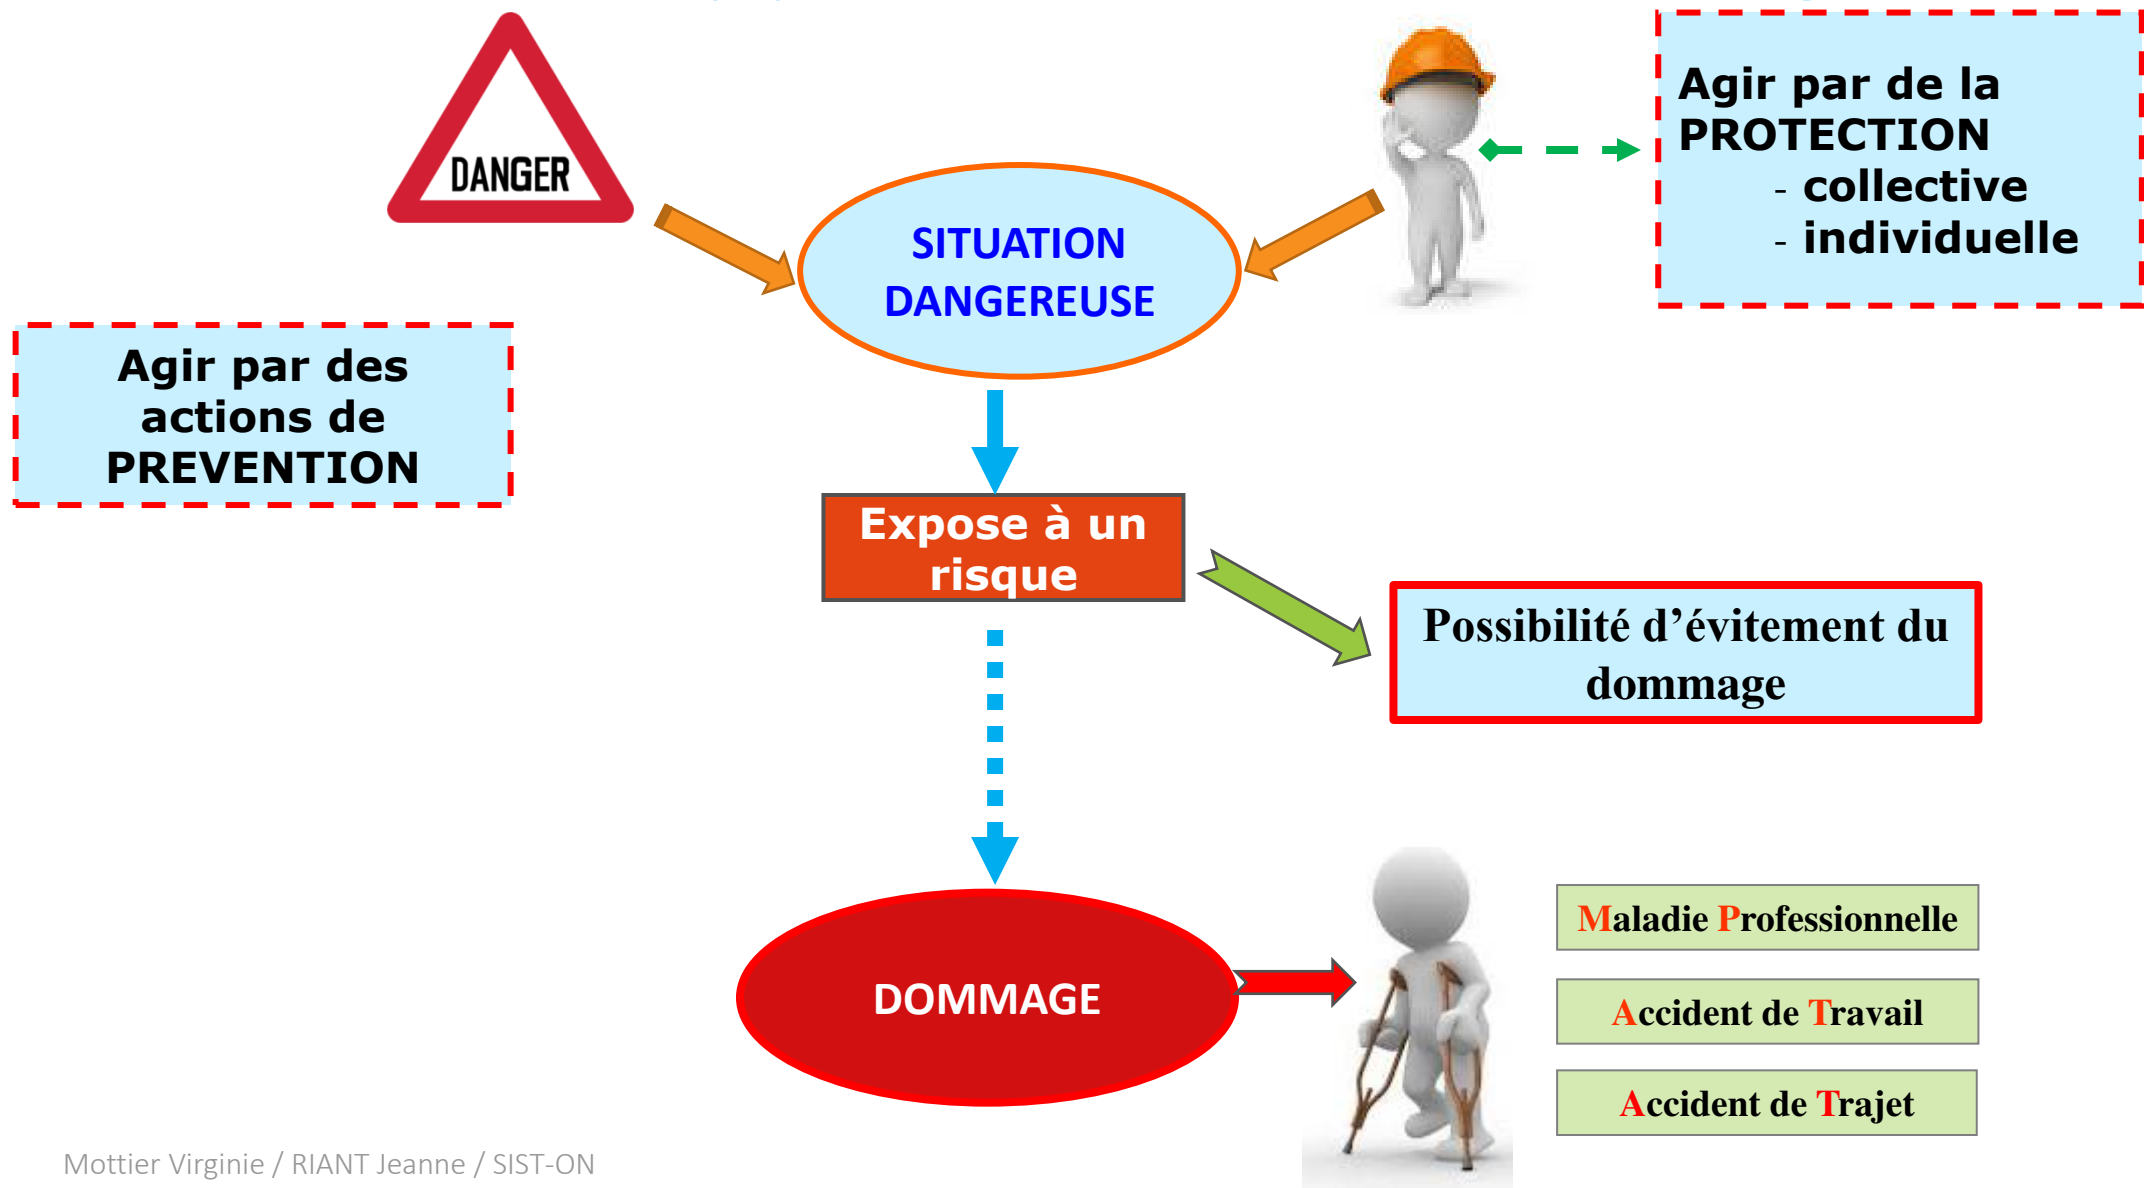 DANGER
Agir par de la
PROTECTION
- collective
- individuelle
SITUATION
DANGEREUSE
Agir par des
actions de
PREVENTION
Expose à un
risque
Possibilité d’évitement du
dommage
DOMMAGE
Maladie Professionnelle
Accident de Travail
Accident de Trajet
Mottier Virginie / RIANT Jeanne / SIST-ON